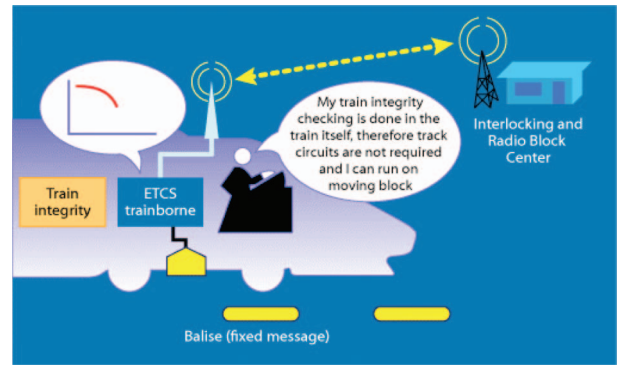 My train integrity
checking is done in the
train itself, therefore track
circuits are not required
and I can run on
moving block
Interlocking and
Radio Block
Center
Train
integrity
ETCS
trainborne
Balise (fixed message)